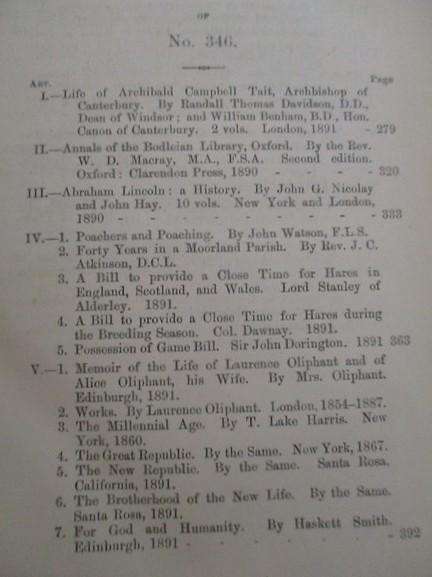 OF
No. 346.
Art. Page
I.—Life of Archibald Campbell Tait, Archbishop of
Canterbury. By Randall Thomas Davidson, D.D.,
Dean of Windsor; and William Benham, B.D., Hon.
Canon of Canterbury. 2 vols. London, 1891 - 279
II.—Annals of the Bodleian Library, Oxford. By the Rev.
W. D. Macray, M.A., F.S.A. Second edition.
Oxford: Clarendon Press, 1890 - - - - 320
III.—Abraham Lincoln: a History. By John G. Nicolay
and John Hay. 10 vols. New York and London,
1890 - - - - - - - - 333
IV.—1. Poachers and Poaching. By John Watson, F.L.S.
2. Forty Years in a Moorland Parish. By Rev. J. C.
Atkinson, D.C.L.
3. A Bill to provide a Close Time for Hares in
England, Scotland, and Wales. Lord Stanley of
Alderley. 1891.
4. A Bill to provide a Close Time for Hares during
the Breeding Season. Col. Dawnay. 1891.
5. Possession of Game Bill. Sir John Dorington. 1891 363
V.—1. Memoir of the Life of Laurence Oliphant and of
Alice Oliphant, his Wife. By Mrs. Oliphant.
Edinburgh, 1891.
2. Works. By Laurence Oliphant. London, 1854-1887.
3. The Millennial Age. By T. Lake Harris. New
York, 1860.
4. The Great Republic. By the Same. New York, 1867.
5. The New Republic. By the Same. Santa Rosa,
California, 1891.
6. The Brotherhood of the New Life. By the Same.
Santa Rosa, 1891.
7. For God and Humanity. By Haskett Smith.
Edinburgh, 1891 - - - - - - 392